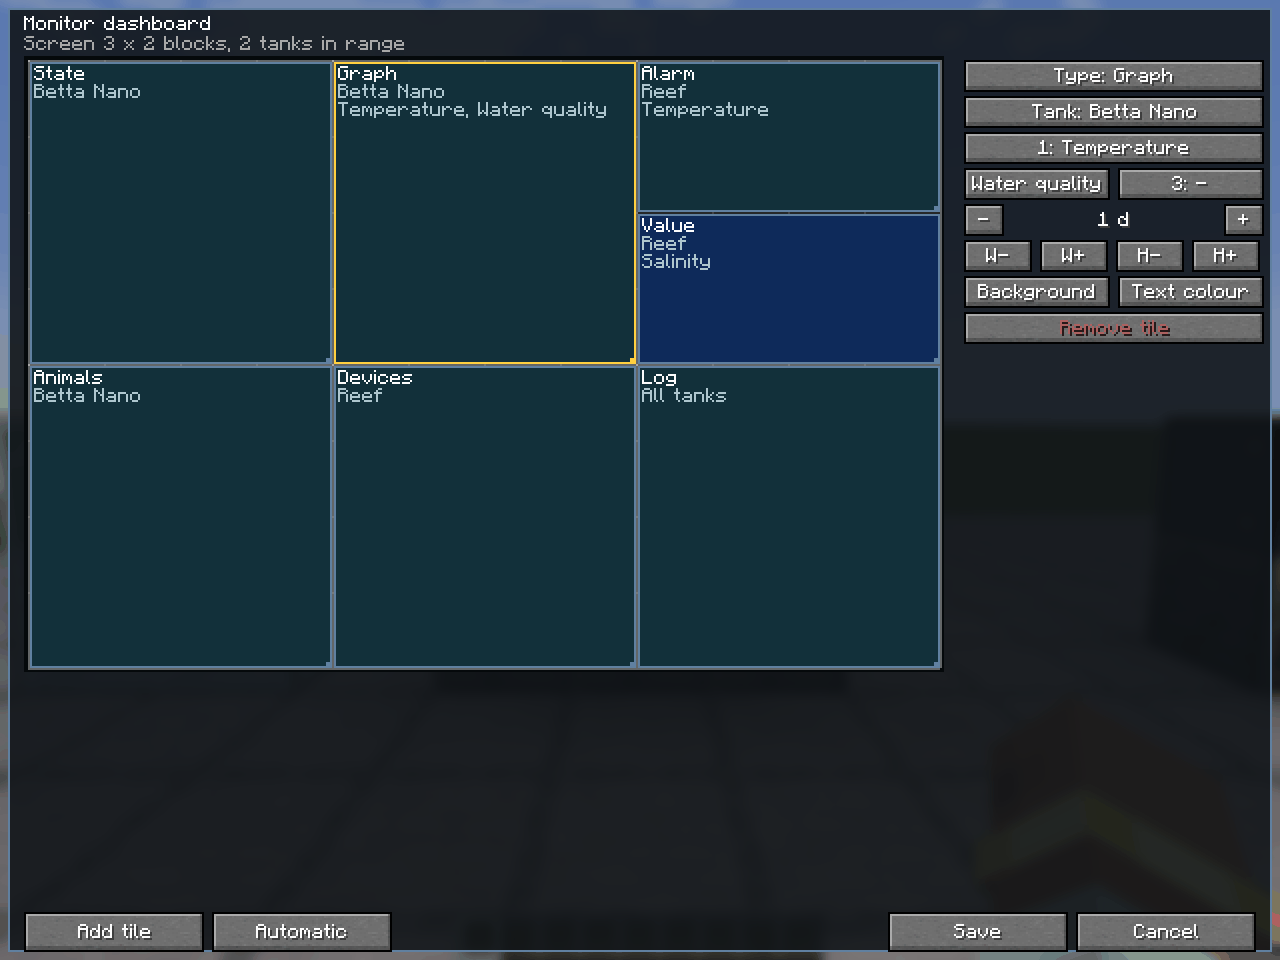 Monitor dashboard
Screen 3 x 2 blocks, 2 tanks in range
State
Betta Nano
Graph
Betta Nano
Temperature, Water quality
Alarm
Reef
Temperature
Value
Reef
Salinity
Animals
Betta Nano
Devices
Reef
Log
All tanks
Type: Graph
Tank: Betta Nano
1: Temperature
Water quality
3: -
-
1 d
+
W-
W+
H-
H+
Background
Text colour
Remove tile
Add tile
Automatic
Save
Cancel